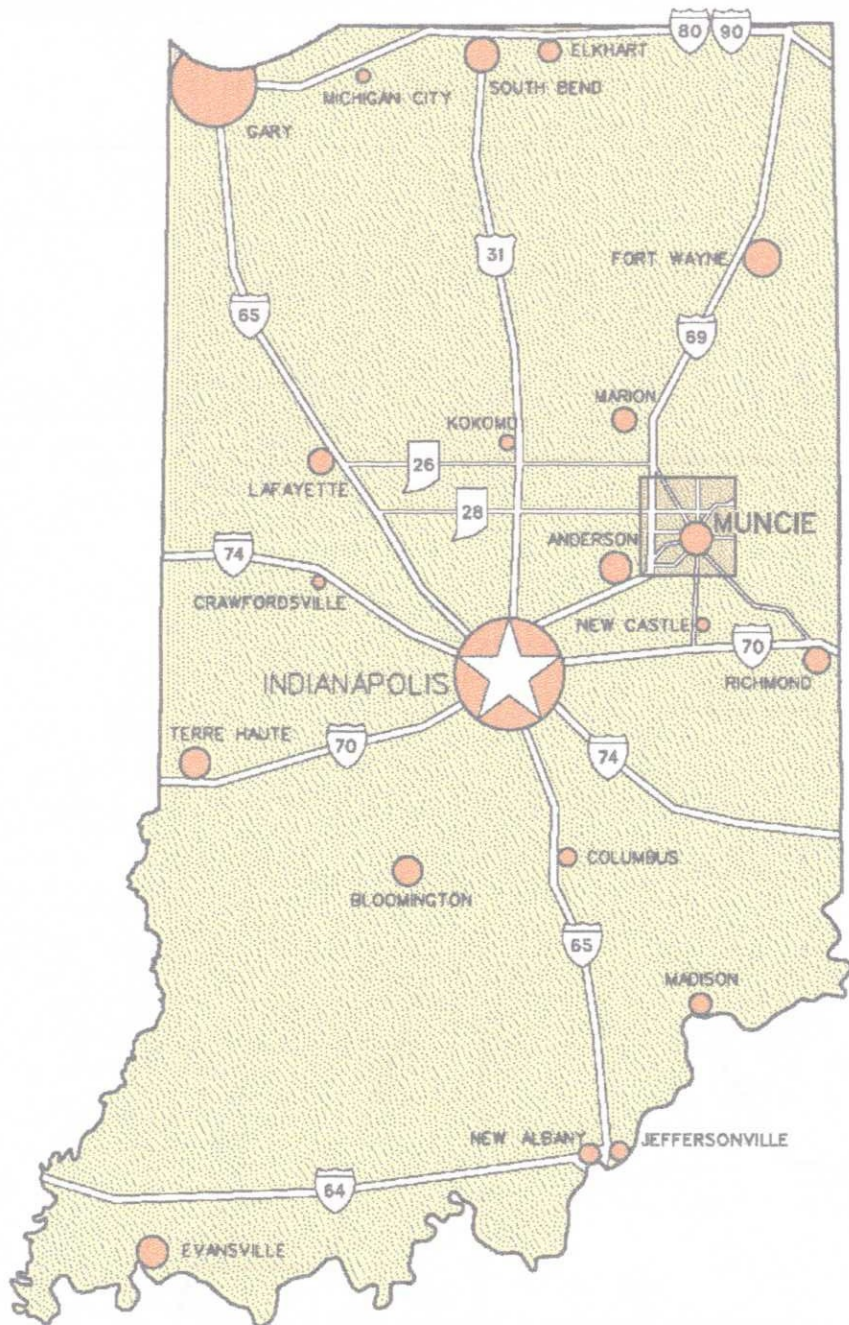 80 90
ELKHART
MICHIGAN CITY
SOUTH BEND
GARY
31
FORT WAYNE
65
69
MARION
KOKOMO
26
LAFAYETTE
28
MUNCIE
ANDERSON
74
CRAWFORDSVILLE
NEW CASTLE
70
INDIANAPOLIS
RICHMOND
TERRE HAUTE
70
74
COLUMBUS
BLOOMINGTON
65
MADISON
NEW ALBANY
JEFFERSONVILLE
64
EVANSVILLE